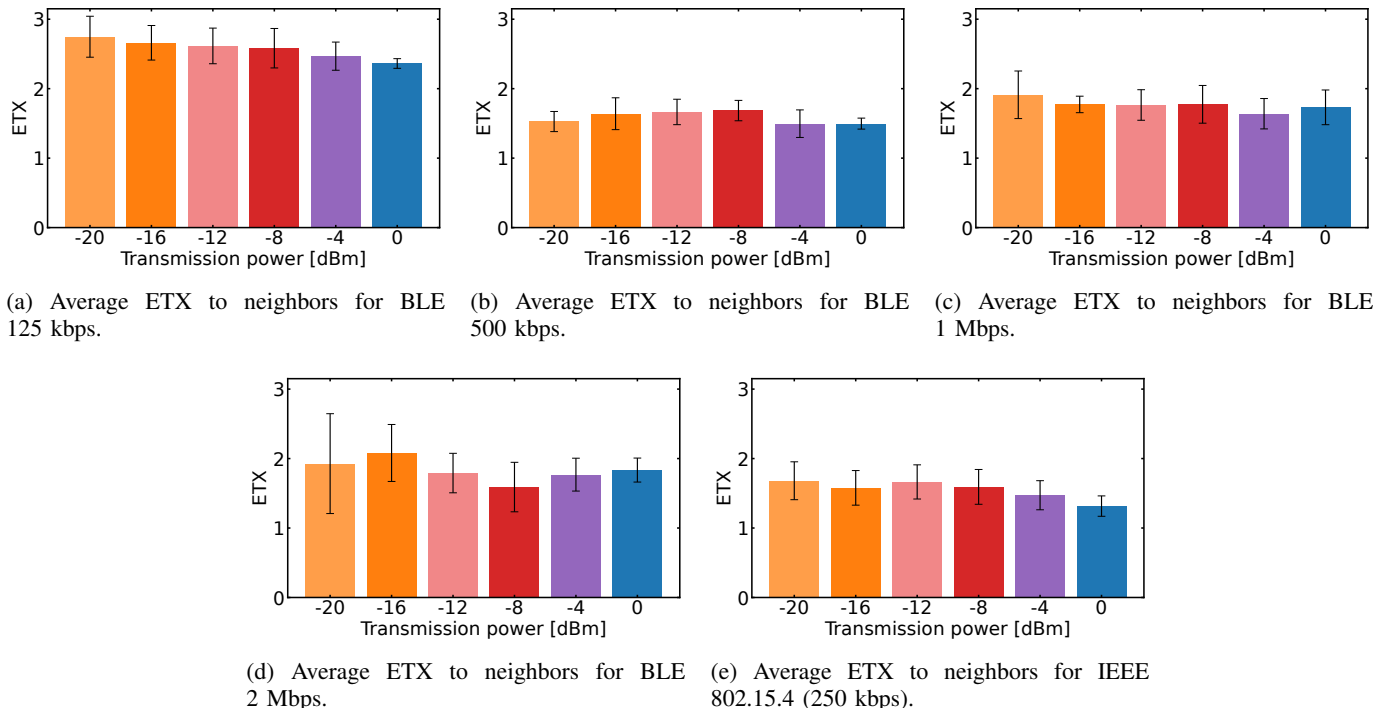 3
2
1
0
ETX
-20 -16 -12 -8 -4 0
Transmission power [dBm]
(a) Average ETX to neighbors for BLE
125 kbps.
3
2
1
0
ETX
-20 -16 -12 -8 -4 0
Transmission power [dBm]
(b) Average ETX to neighbors for BLE
500 kbps.
3
2
1
0
ETX
-20 -16 -12 -8 -4 0
Transmission power [dBm]
(c) Average ETX to neighbors for BLE
1 Mbps.
3
2
1
0
ETX
-20 -16 -12 -8 -4 0
Transmission power [dBm]
(d) Average ETX to neighbors for BLE
2 Mbps.
3
2
1
0
ETX
-20 -16 -12 -8 -4 0
Transmission power [dBm]
(e) Average ETX to neighbors for IEEE
802.15.4 (250 kbps).